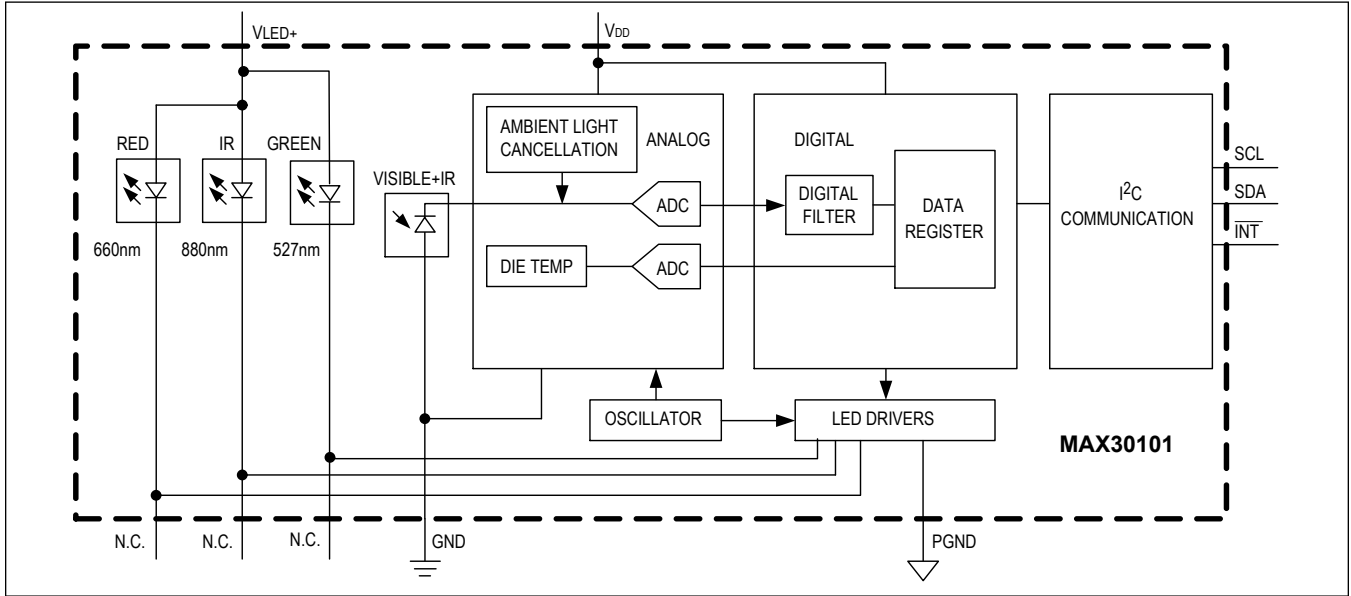 VLED+
VDD
RED
IR
GREEN
660nm
880nm
527nm
VISIBLE+IR
AMBIENT LIGHT
CANCELLATION
ANALOG
ADC
DIE TEMP
ADC
DIGITAL
DIGITAL
FILTER
DATA
REGISTER
I2C
COMMUNICATION
SCL
SDA
INT
OSCILLATOR
LED DRIVERS
MAX30101
N.C.
N.C.
N.C.
GND
PGND